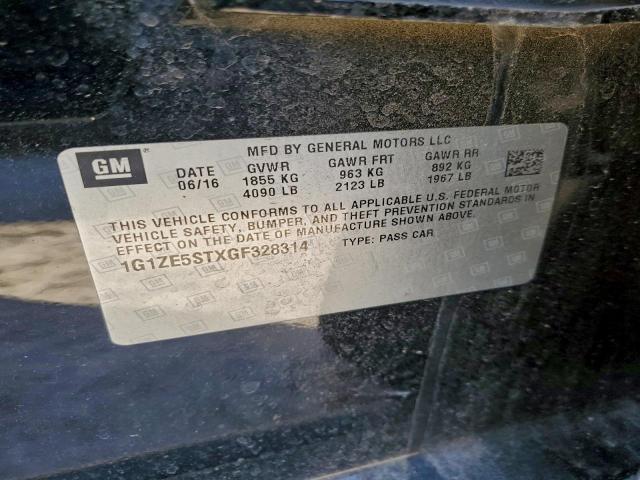 MFD BY GENERAL MOTORS LLC
GM
DATE GVWR GAWR FRT GAWR RR
06/16 1855 KG 963 KG 892 KG
4090 LB 2123 LB 1967 LB
THIS VEHICLE CONFORMS TO ALL APPLICABLE U.S. FEDERAL MOTOR
VEHICLE SAFETY, BUMPER, AND THEFT PREVENTION STANDARDS IN
EFFECT ON THE DATE OF MANUFACTURE SHOWN ABOVE.
1G1ZE5STXGF328314 TYPE: PASS CAR